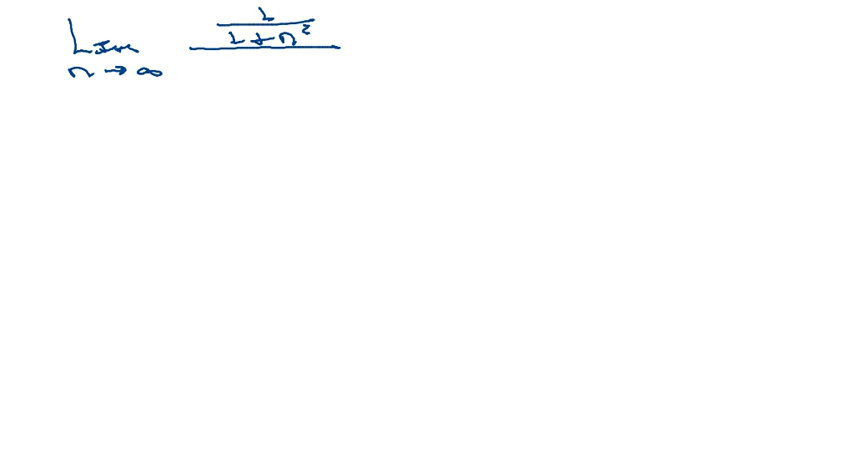 Lim 1
1 + n²
n → ∞